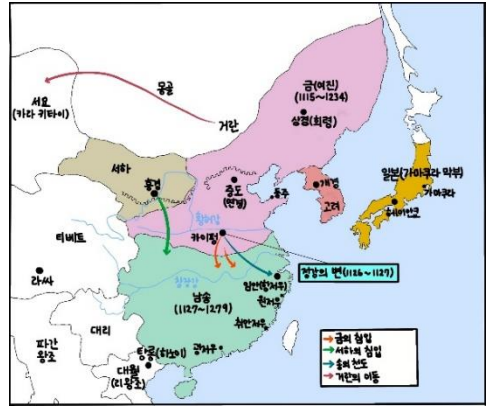 서요
(카라 키타이)
몽골
거란
금(여진)
(1115~1234)
상경(회령)
서하
흥경
중도
(연경)
동주
개경
고려
일본(가마쿠라 막부)
가마쿠라
헤이안쿄
황허강
카이펑
티베트
라싸
정강의 변(1126~1127)
창장강
임안(항저우)
남송
(1127~1279)
취안저우
광저우
파간
왕조
대리
탕롱(하노이)
대월
(리 왕조)
금의 침입
서하의 침입
송의 천도
거란의 이동